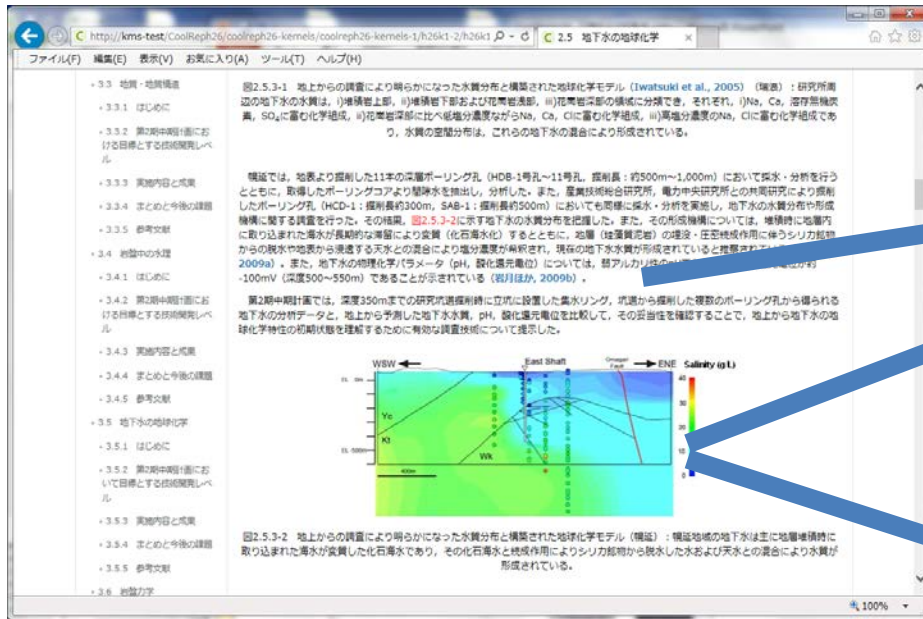 http://kms-test/CoolReph26/coolreph26-kernels/coolreph26-kernels-1/h26k1-2/h26k1
2.5 地下水の地球化学
ファイル(F) 編集(E) 表示(V) お気に入り(A) ツール(T) ヘルプ(H)
3.3 地質・地質構造
3.3.1 はじめに
3.3.2 第2期中期計画にお
ける目標とする技術開発レベ
ル
3.3.3 実施内容と成果
3.3.4 まとめと今後の課題
3.3.5 参考文献
3.4 岩盤中の水理
3.4.1 はじめに
3.4.2 第2期中期計画にお
ける目標とする技術開発レベ
ル
3.4.3 実施内容と成果
3.4.4 まとめと今後の課題
3.4.5 参考文献
3.5 地下水の地球化学
3.5.1 はじめに
3.5.2 第2期中期計画にお
いて目標とする技術開発レベ
ル
3.5.3 実施内容と成果
3.5.4 まとめと今後の課題
3.5.5 参考文献
3.6 岩盤力学
図2.5.3-1 地上からの調査により明らかになった水質分布と構築された地球化学モデル (Iwatsuki et al., 2005) (瑞浪) : 研究所周
辺の地下水の水質は, i)堆積岩上部, ii)堆積岩下部および花崗岩浅部, iii)花崗岩深部の領域に分類でき, それぞれ, i)Na, Ca, 溶存無機炭
素, SO₄に富む化学組成, ii)花崗岩深部に比べ低塩分濃度ながらNa, Ca, Clに富む化学組成, iii)高塩分濃度のNa, Clに富む化学組成であ
り, 水質の空間分布は, これらの地下水の混合により形成されている。
幌延では, 地表より掘削した11本の深層ボーリング孔 (HDB-1号孔~11号孔, 掘削長 : 約500m~1,000m) において採水・分析を行う
とともに, 取得したボーリングコアより間隙水を抽出し, 分析した。また, 産業技術総合研究所, 電力中央研究所との共同研究により掘削
したボーリング孔 (HCD-1 : 掘削長約300m, SAB-1 : 掘削長約500m) においても同様に採水・分析を実施し, 地下水の水質分布や形成
機構に関する調査を行った。その結果, 図2.5.3-2に示す地下水の水質分布を把握した。また, その形成機構については, 堆積時に地層内
に取り込まれた海水が長期的な滞留により変質 (化石海水化) するとともに, 地層 (珪藻質泥岩) の埋没・圧密続成作用に伴うシリカ鉱物
からの脱水や地表から浸透する天水との混合により塩分濃度が希釈され, 現在の地下水水質が形成されていると推察されてい
2009a) 。また, 地下水の物理化学パラメータ (pH, 酸化還元電位) については, 弱アルカリ性の
-100mV (深度500~550m) であることが示されている (岩月ほか, 2009b) 。
第2期中期計画では, 深度350mまでの研究坑道掘削時に立坑に設置した集水リング, 坑道から掘削した複数のボーリング孔から得られる
地下水の分析データと, 地上から予測した地下水水質, pH, 酸化還元電位を比較して, その妥当性を確認することで, 地上から地下水の地
球化学特性の初期状態を理解するために有効な調査技術について提示した。
WSW East Shaft Omagari Fault ENE Salinity (g/L)
EL 0m
40
30
20
10
0
Yc
Kt
Wk
EL -500m
400m
図2.5.3-2 地上からの調査により明らかになった水質分布と構築された地球化学モデル (幌延) : 幌延地域の地下水は主に地層堆積時に
取り込まれた海水が変質した化石海水であり, その化石海水と続成作用によりシリカ鉱物から脱水した水および天水との混合により水質が
形成されている。
100%